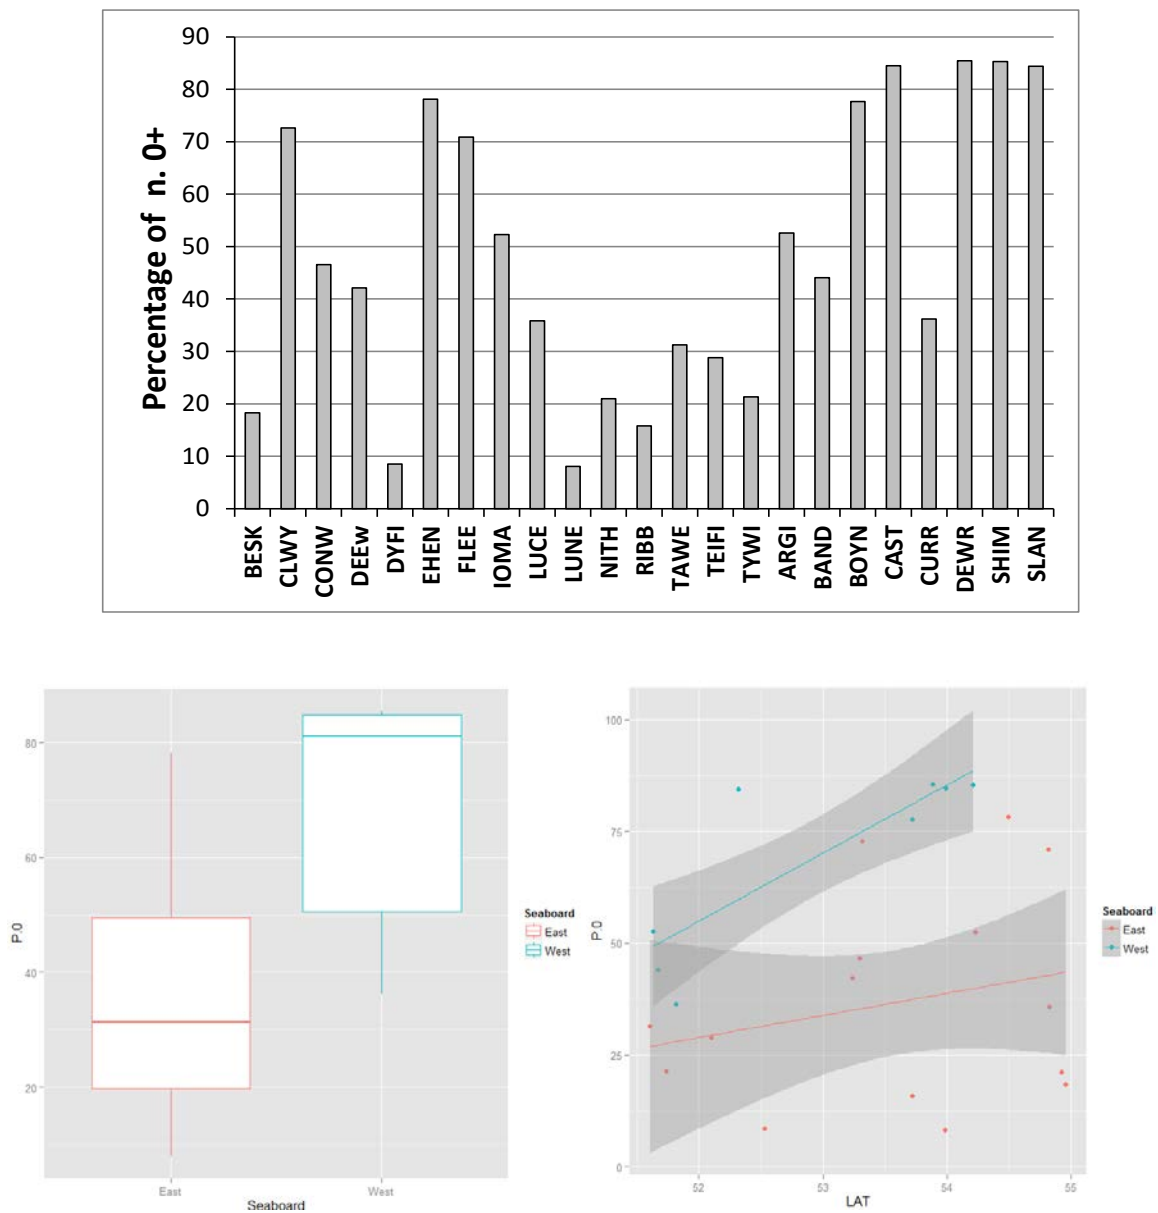 Percentage of n. 0+
90
80
70
60
50
40
30
20
10
0
BESK
CLWY
CONW
DEEw
DYFI
EHEN
FLEE
IOMA
LUCE
LUNE
NITH
RIBB
TAWE
TEIFI
TYWI
ARGI
BAND
BOYN
CAST
CURR
DEWR
SHIM
SLAN
P.0
80
60
40
20
East
West
Seaboard
Seaboard
East
West
P.0
100
75
50
25
0
52
53
54
55
LAT
Seaboard
East
West